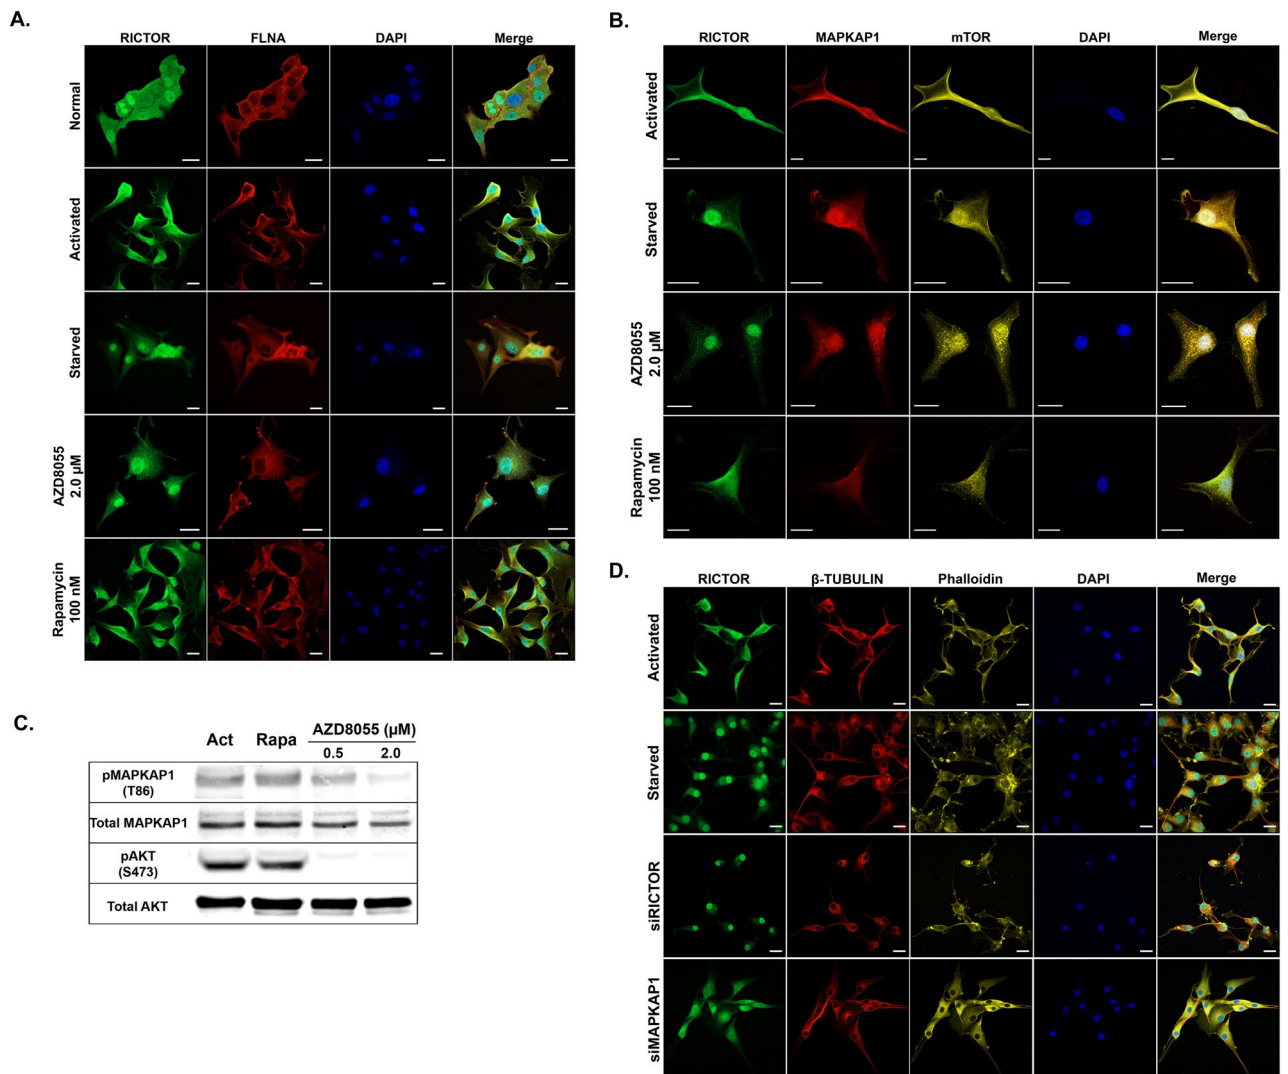 A.
RICTOR FLNA DAPI Merge
Normal
Activated
Starved
AZD8055
2.0 µM
Rapamycin
100 nM
B.
RICTOR MAPKAP1 mTOR DAPI Merge
Activated
Starved
AZD8055
2.0 µM
Rapamycin
100 nM
C.
Act Rapa AZD8055 (µM)
0.5 2.0
pMAPKAP1
(T86)
Total MAPKAP1
pAKT
(S473)
Total AKT
D.
RICTOR β-TUBULIN Phalloidin DAPI Merge
Activated
Starved
siRICTOR
siMAPKAP1